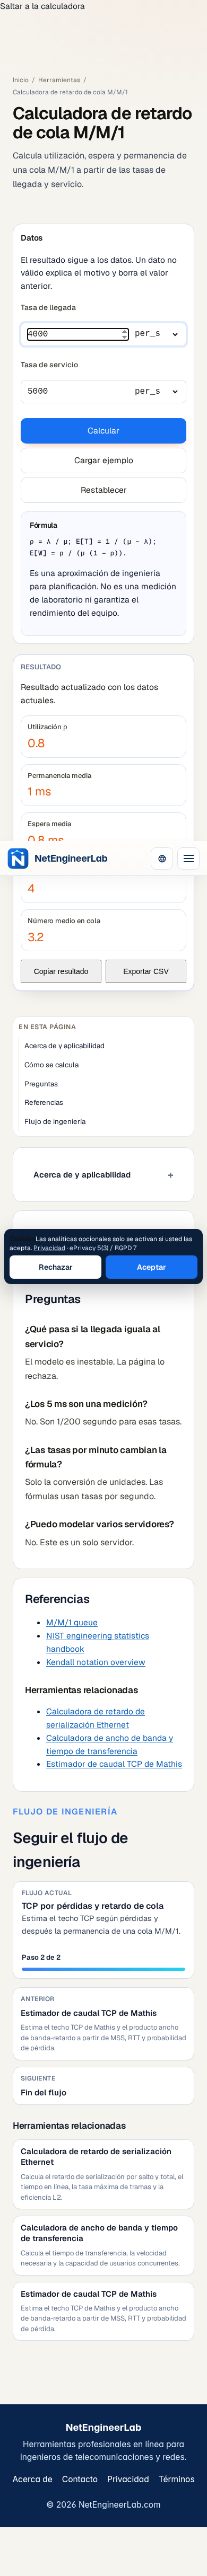 Saltar a la calculadora
Inicio / Herramientas /
Calculadora de retardo de cola M/M/1
Calculadora de retardo
de cola M/M/1
Calcula utilización, espera y permanencia de
una cola M/M/1 a partir de las tasas de
llegada y servicio.
Datos
El resultado sigue a los datos. Un dato no
válido explica el motivo y borra el valor
anterior.
Tasa de llegada
4000 per_s
Tasa de servicio
5000 per_s
Calcular
Cargar ejemplo
Restablecer
Fórmula
ρ = λ / μ; E[T] = 1 / (μ − λ);
E[W] = ρ / (μ (1 − ρ)).
Es una aproximación de ingeniería
para planificación. No es una medición
de laboratorio ni garantiza el
rendimiento del equipo.
RESULTADO
Resultado actualizado con los datos
actuales.
Utilización ρ
0.8
Permanencia media
1 ms
Espera media
0.8 ms
NetEngineerLab
4
Número medio en cola
3.2
Copiar resultado Exportar CSV
EN ESTA PÁGINA
Acerca de y aplicabilidad
Cómo se calcula
Preguntas
Referencias
Flujo de ingeniería
Acerca de y aplicabilidad +
Las analíticas opcionales solo se activan si usted las
acepta. Privacidad · ePrivacy 5(3) / RGPD 7
Rechazar Aceptar
Preguntas
¿Qué pasa si la llegada iguala al
servicio?
El modelo es inestable. La página lo
rechaza.
¿Los 5 ms son una medición?
No. Son 1/200 segundo para esas tasas.
¿Las tasas por minuto cambian la
fórmula?
Solo la conversión de unidades. Las
fórmulas usan tasas por segundo.
¿Puedo modelar varios servidores?
No. Este es un solo servidor.
Referencias
M/M/1 queue
NIST engineering statistics
handbook
Kendall notation overview
Herramientas relacionadas
Calculadora de retardo de
serialización Ethernet
Calculadora de ancho de banda y
tiempo de transferencia
Estimador de caudal TCP de Mathis
FLUJO DE INGENIERÍA
Seguir el flujo de
ingeniería
FLUJO ACTUAL
TCP por pérdidas y retardo de cola
Estima el techo TCP según pérdidas y
después la permanencia de una cola M/M/1.
Paso 2 de 2
ANTERIOR
Estimador de caudal TCP de Mathis
Estima el techo TCP de Mathis y el producto ancho
de banda-retardo a partir de MSS, RTT y probabilidad
de pérdida.
SIGUIENTE
Fin del flujo
Herramientas relacionadas
Calculadora de retardo de serialización
Ethernet
Calcula el retardo de serialización por salto y total, el
tiempo en línea, la tasa máxima de tramas y la
eficiencia L2.
Calculadora de ancho de banda y tiempo
de transferencia
Calcula el tiempo de transferencia, la velocidad
necesaria y la capacidad de usuarios concurrentes.
Estimador de caudal TCP de Mathis
Estima el techo TCP de Mathis y el producto ancho
de banda-retardo a partir de MSS, RTT y probabilidad
de pérdida.
NetEngineerLab
Herramientas profesionales en línea para
ingenieros de telecomunicaciones y redes.
Acerca de Contacto Privacidad Términos
© 2026 NetEngineerLab.com